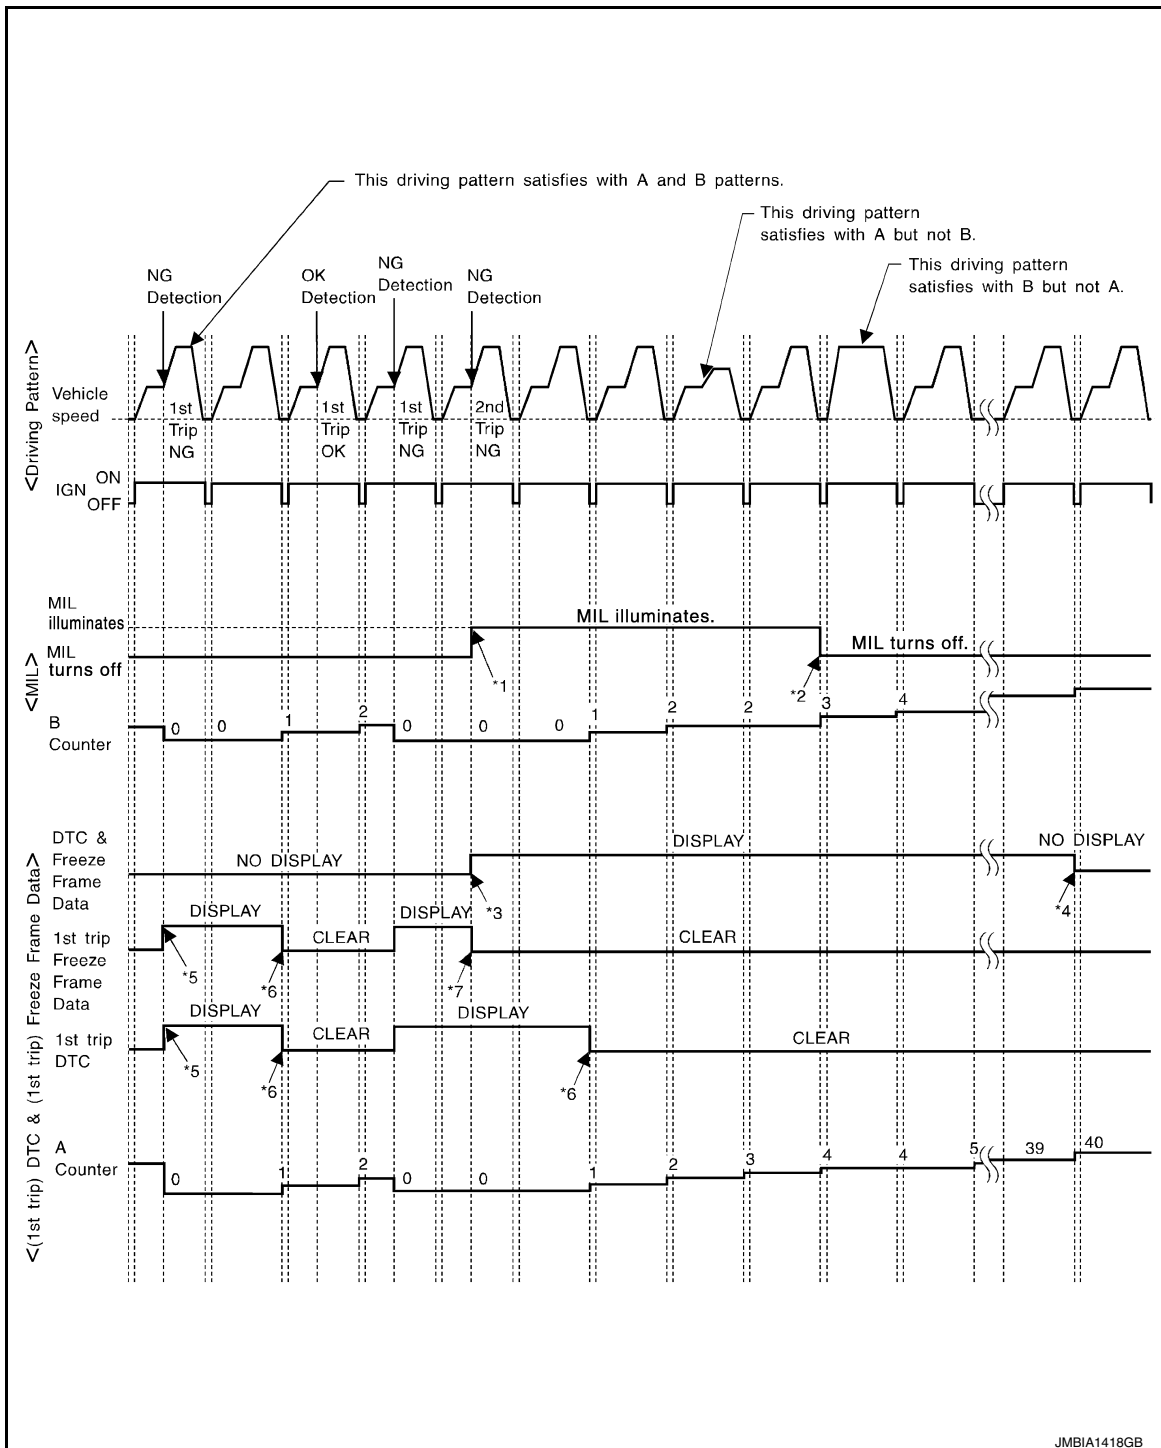 This driving pattern satisfies with A and B patterns.
This driving pattern
satisfies with A but not B.
This driving pattern
satisfies with B but not A.
NG
Detection
OK
Detection
NG
Detection
NG
Detection
<Driving Pattern>
Vehicle
speed
1st
Trip
NG
1st
Trip
OK
1st
Trip
NG
2nd
Trip
NG
IGN
ON
OFF
<MIL>
MIL
illuminates
MIL illuminates.
MIL
turns off
MIL turns off.
*1
*2
B
Counter
0 0 1 2 0 0 0 1 2 2 3 4
<(1st trip) DTC & (1st trip) Freeze Frame Data>
DTC &
Freeze
Frame
Data
NO DISPLAY
DISPLAY
NO DISPLAY
*3
*4
1st trip
Freeze
Frame
Data
DISPLAY
CLEAR
DISPLAY
CLEAR
*5
*6
*7
1st trip
DTC
DISPLAY
CLEAR
DISPLAY
CLEAR
*5
*6
*6
A
Counter
0 1 2 0 0 1 2 3 4 4 5 39 40
JMBIA1418GB